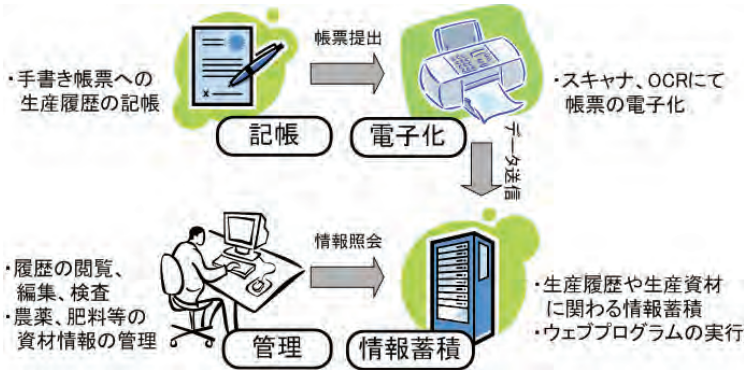 帳票提出
・手書き帳票への
生産履歴の記帳
・スキャナ、OCRにて
帳票の電子化
記帳
電子化
データ送信
情報照会
・履歴の閲覧、
編集、検査
・農薬、肥料等の
資材情報の管理
・生産履歴や生産資材
に関わる情報蓄積
・ウェブプログラムの実行
管理
情報蓄積